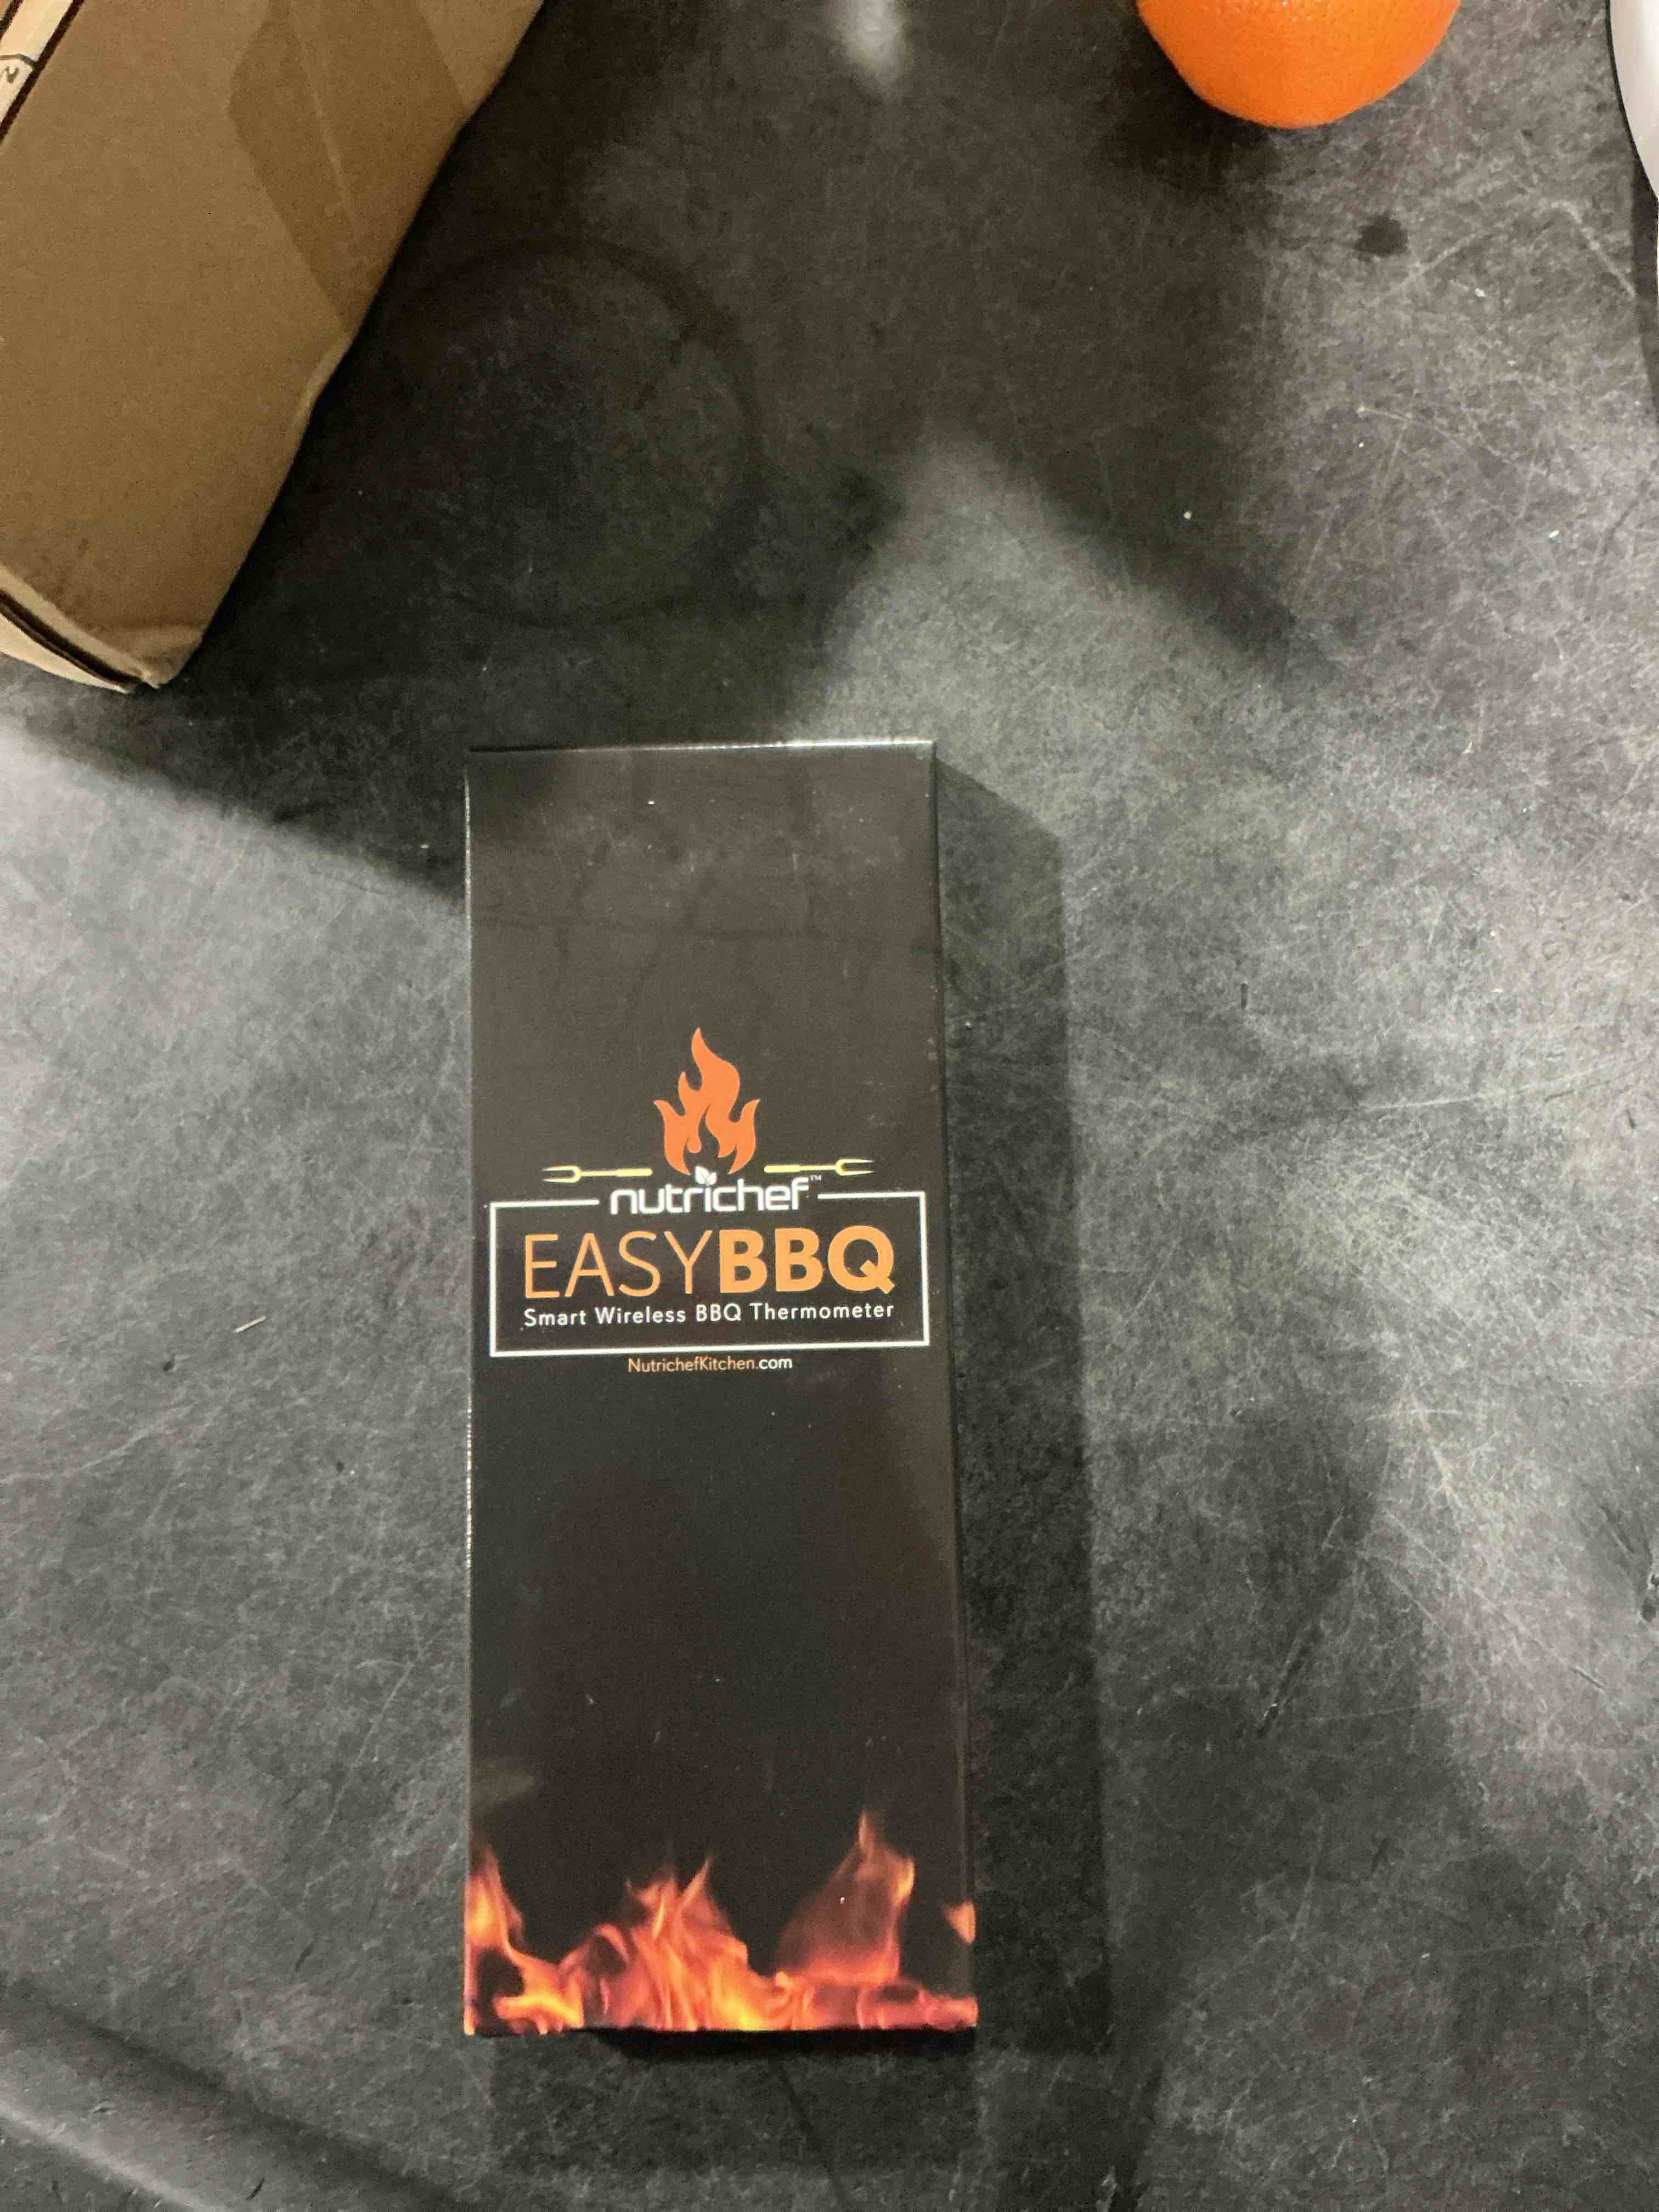 nutrichef™
EASYBBQ
Smart Wireless BBQ Thermometer
NutrichefKitchen.com